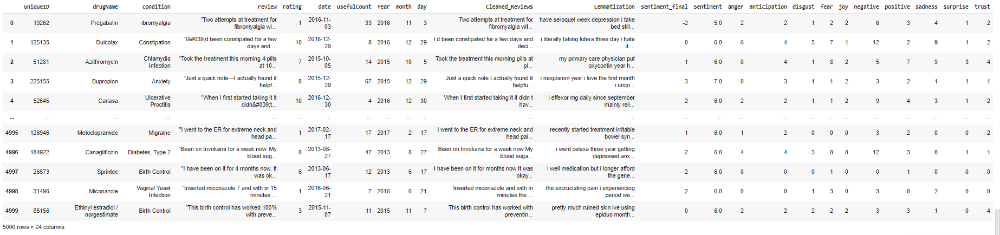 uniqueID drugName condition review rating date usefulCount Year month day Cleaned_Reviews Lemmatization sentiment_final Sentiment anger anticipation disgust fear joy negative positive sadness surprise trust
0 19262 Pregabalin ibromyalgia "Two attempts at treatment for fibromyalgia wi... 1 2016-11-03 33 2016 11 3 Two attempts at treatment for fibromyalgia wit... have seroquel week depression i take bed still... -2 5.0 2 2 1 2 2 6 3 4 1 2
1 125135 Dulcolax Constipation "I&#039;d been constipated for a few days and ... 10 2016-12-29 8 2016 12 29 I d been constipated for a few days and deci... i literally taking lutera three day i hate it ... 0 6.0 6 4 5 7 1 12 2 9 1 2
2 51281 Azithromycin Chlamydia Infection "Took the treatment this morning 4 pills at 10... 7 2015-10-05 14 2015 10 5 Took the treatment this morning pills at pl... my primary care physician put oxycontin year h... 1 6.0 0 4 1 8 2 5 7 9 3 4
3 225155 Bupropion Anxiety "Just a quick note---I actually found it helpf... 8 2015-12-29 67 2015 12 29 Just a quick note I actually found it helpfu... i nexplanon year i love the first month i unco... 3 7.0 0 3 1 1 2 3 2 1 1 1
4 52645 Canasa Ulcerative Proctitis "When I first started taking it it didn&#039;t... 10 2016-12-30 4 2016 12 30 When I first started taking it it didn t hav... i effexor mg daily since september mainly reli... 2 6.0 2 2 1 1 2 9 4 3 1 2
... ... ... ... ... ... ... ... ... ... ... ... ... ... ... ... ... ... ... ... ... ... ... ... ...
4995 126946 Metoclopramide Migraine "I went to the ER for extreme neck and head pa... 1 2017-02-17 17 2017 2 17 I went to the ER for extreme neck and head pai... recently started treatment irritable bowel syn... 1 6.0 1 2 0 0 0 3 2 0 0 2
4996 184922 Canagliflozin Diabetes, Type 2 "Been on Invokana for a week now. My blood sug... 8 2013-08-27 47 2013 8 27 Been on Invokana for a week now My blood suga... i went celexa three year getting depressed anx... 2 6.0 4 4 3 8 0 12 3 8 1 1
4997 26573 Sprintec Birth Control "I have been on it for 4 months now. It was ok... 6 2013-06-17 12 2013 6 17 I have been on it for months now It was okay... i well medication but i longer afford the gene... 2 6.0 0 0 0 1 0 0 1 0 0 0
4998 31496 Miconazole Vaginal Yeast Infection "Inserted miconazole 7 and with in 15 minutes ... 1 2016-06-21 7 2016 6 21 Inserted miconazole and with in minutes the ... the excruciating pain i experiencing period we... 2 6.0 0 0 1 3 0 3 0 2 0 0
4999 85156 Ethinyl estradiol / norgestimate Birth Control "This birth control has worked 100% with preve... 3 2015-11-07 11 2015 11 7 This birth control has worked with preventin... pretty much ruined skin ive using epiduo month... 0 6.0 2 2 2 2 2 3 3 1 0 4
5000 rows × 24 columns